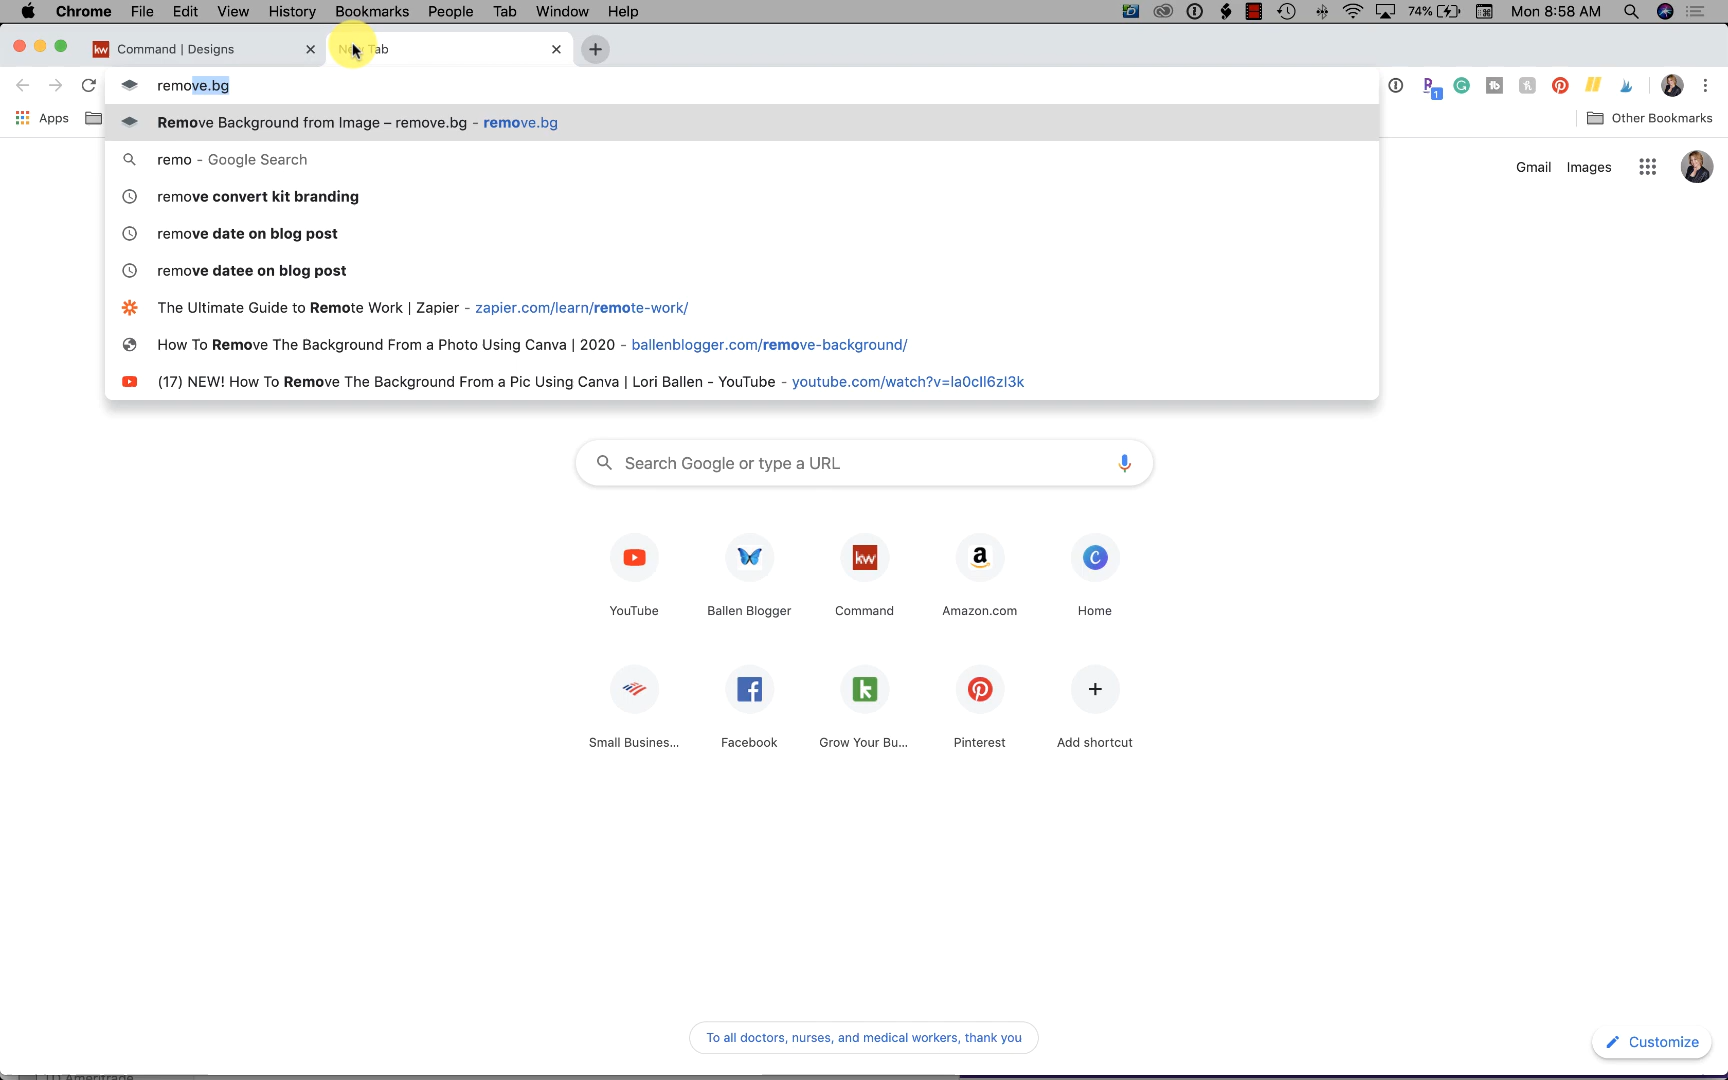 Chrome File Edit View History Bookmarks People Tab Window Help 74% Mon 8:58 AM
kw Command | Designs New Tab
remove.bg
Apps Other Bookmarks
Remove Background from Image – remove.bg - remove.bg
remo - Google Search
Gmail Images
remove convert kit branding
remove date on blog post
remove datee on blog post
The Ultimate Guide to Remote Work | Zapier - zapier.com/learn/remote-work/
How To Remove The Background From a Photo Using Canva | 2020 - ballenblogger.com/remove-background/
(17) NEW! How To Remove The Background From a Pic Using Canva | Lori Ballen - YouTube - youtube.com/watch?v=la0cIl6zl3k
Search Google or type a URL
YouTube Ballen Blogger Command Amazon.com Home
Small Busines... Facebook Grow Your Bu... Pinterest Add shortcut
To all doctors, nurses, and medical workers, thank you
Customize